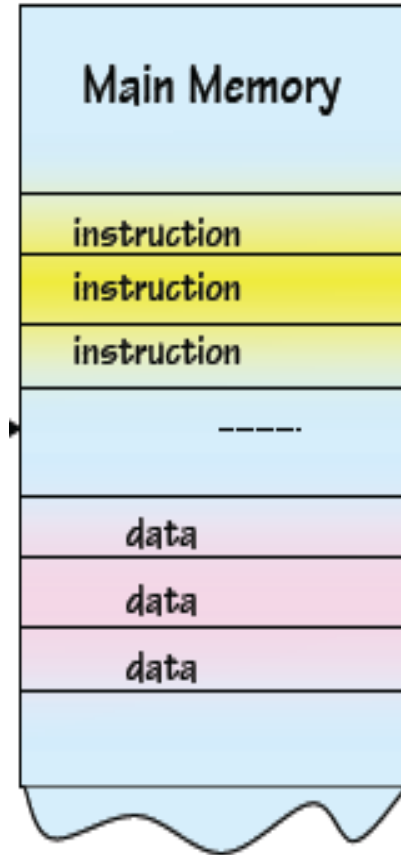 Main Memory
instruction
instruction
instruction
data
data
data